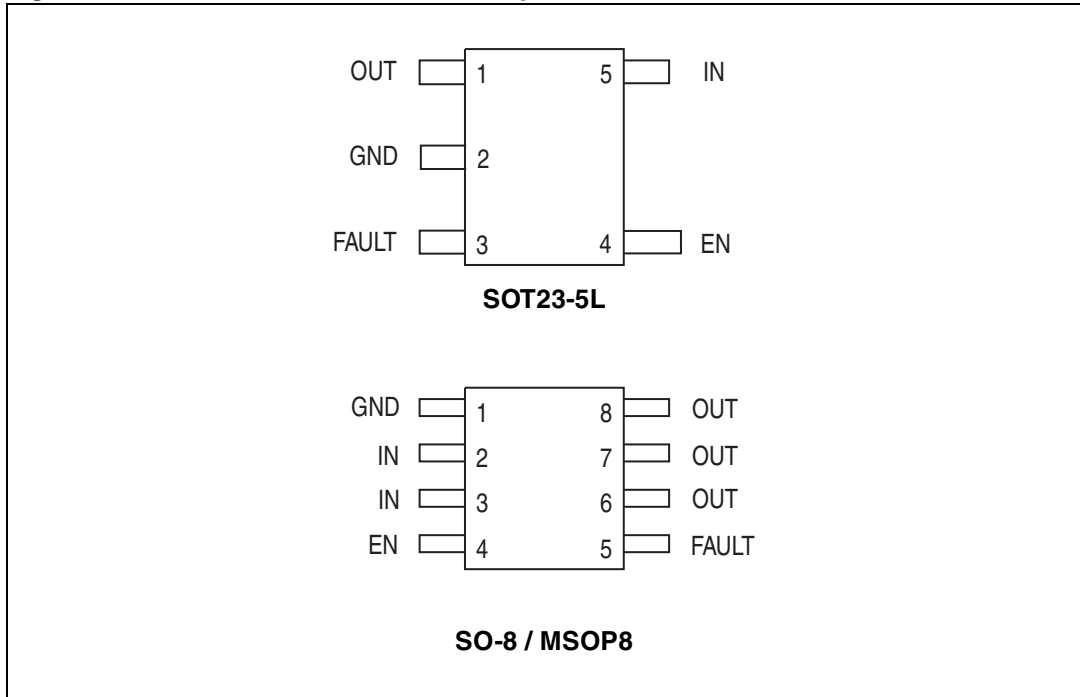 OUT 1 5 IN
GND 2
FAULT 3 4 EN
SOT23-5L
GND 1 8 OUT
IN 2 7 OUT
IN 3 6 OUT
EN 4 5 FAULT
SO-8 / MSOP8